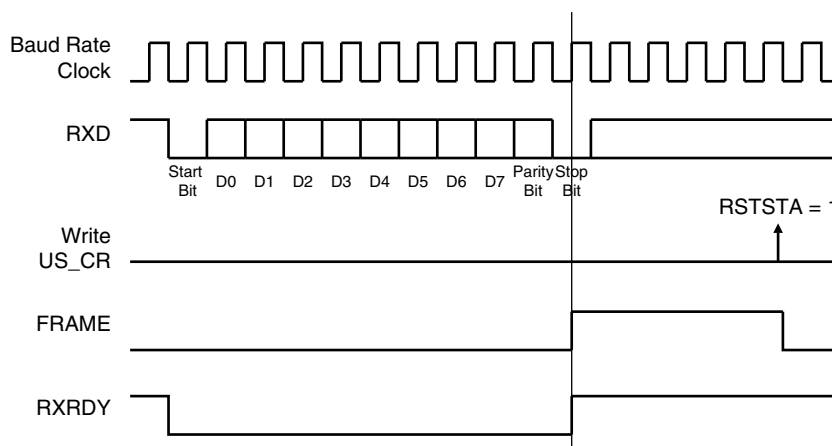 Baud Rate
Clock
RXD
Start
Bit
D0
D1
D2
D3
D4
D5
D6
D7
Parity
Bit
Stop
Bit
Write
US_CR
RSTSTA = 1
FRAME
RXRDY